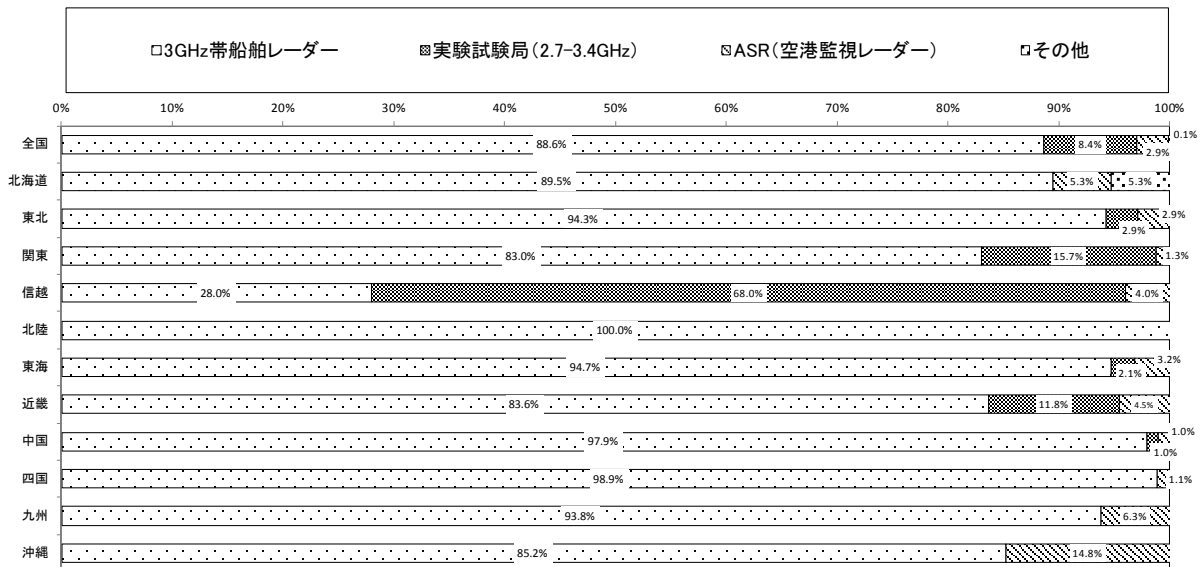 3GHz帯船舶レーダー 実験試験局(2.7-3.4GHz) ASR(空港監視レーダー) その他
0% 10% 20% 30% 40% 50% 60% 70% 80% 90% 100%
全国 88.6% 8.4% 2.9% 0.1%
北海道 89.5% 5.3% 5.3%
東北 94.3% 2.9% 2.9%
関東 83.0% 15.7% 1.3%
信越 28.0% 68.0% 4.0%
北陸 100.0%
東海 94.7% 2.1% 3.2%
近畿 83.6% 11.8% 4.5%
中国 97.9% 1.0% 1.0%
四国 98.9% 1.1%
九州 93.8% 6.3%
沖縄 85.2% 14.8%